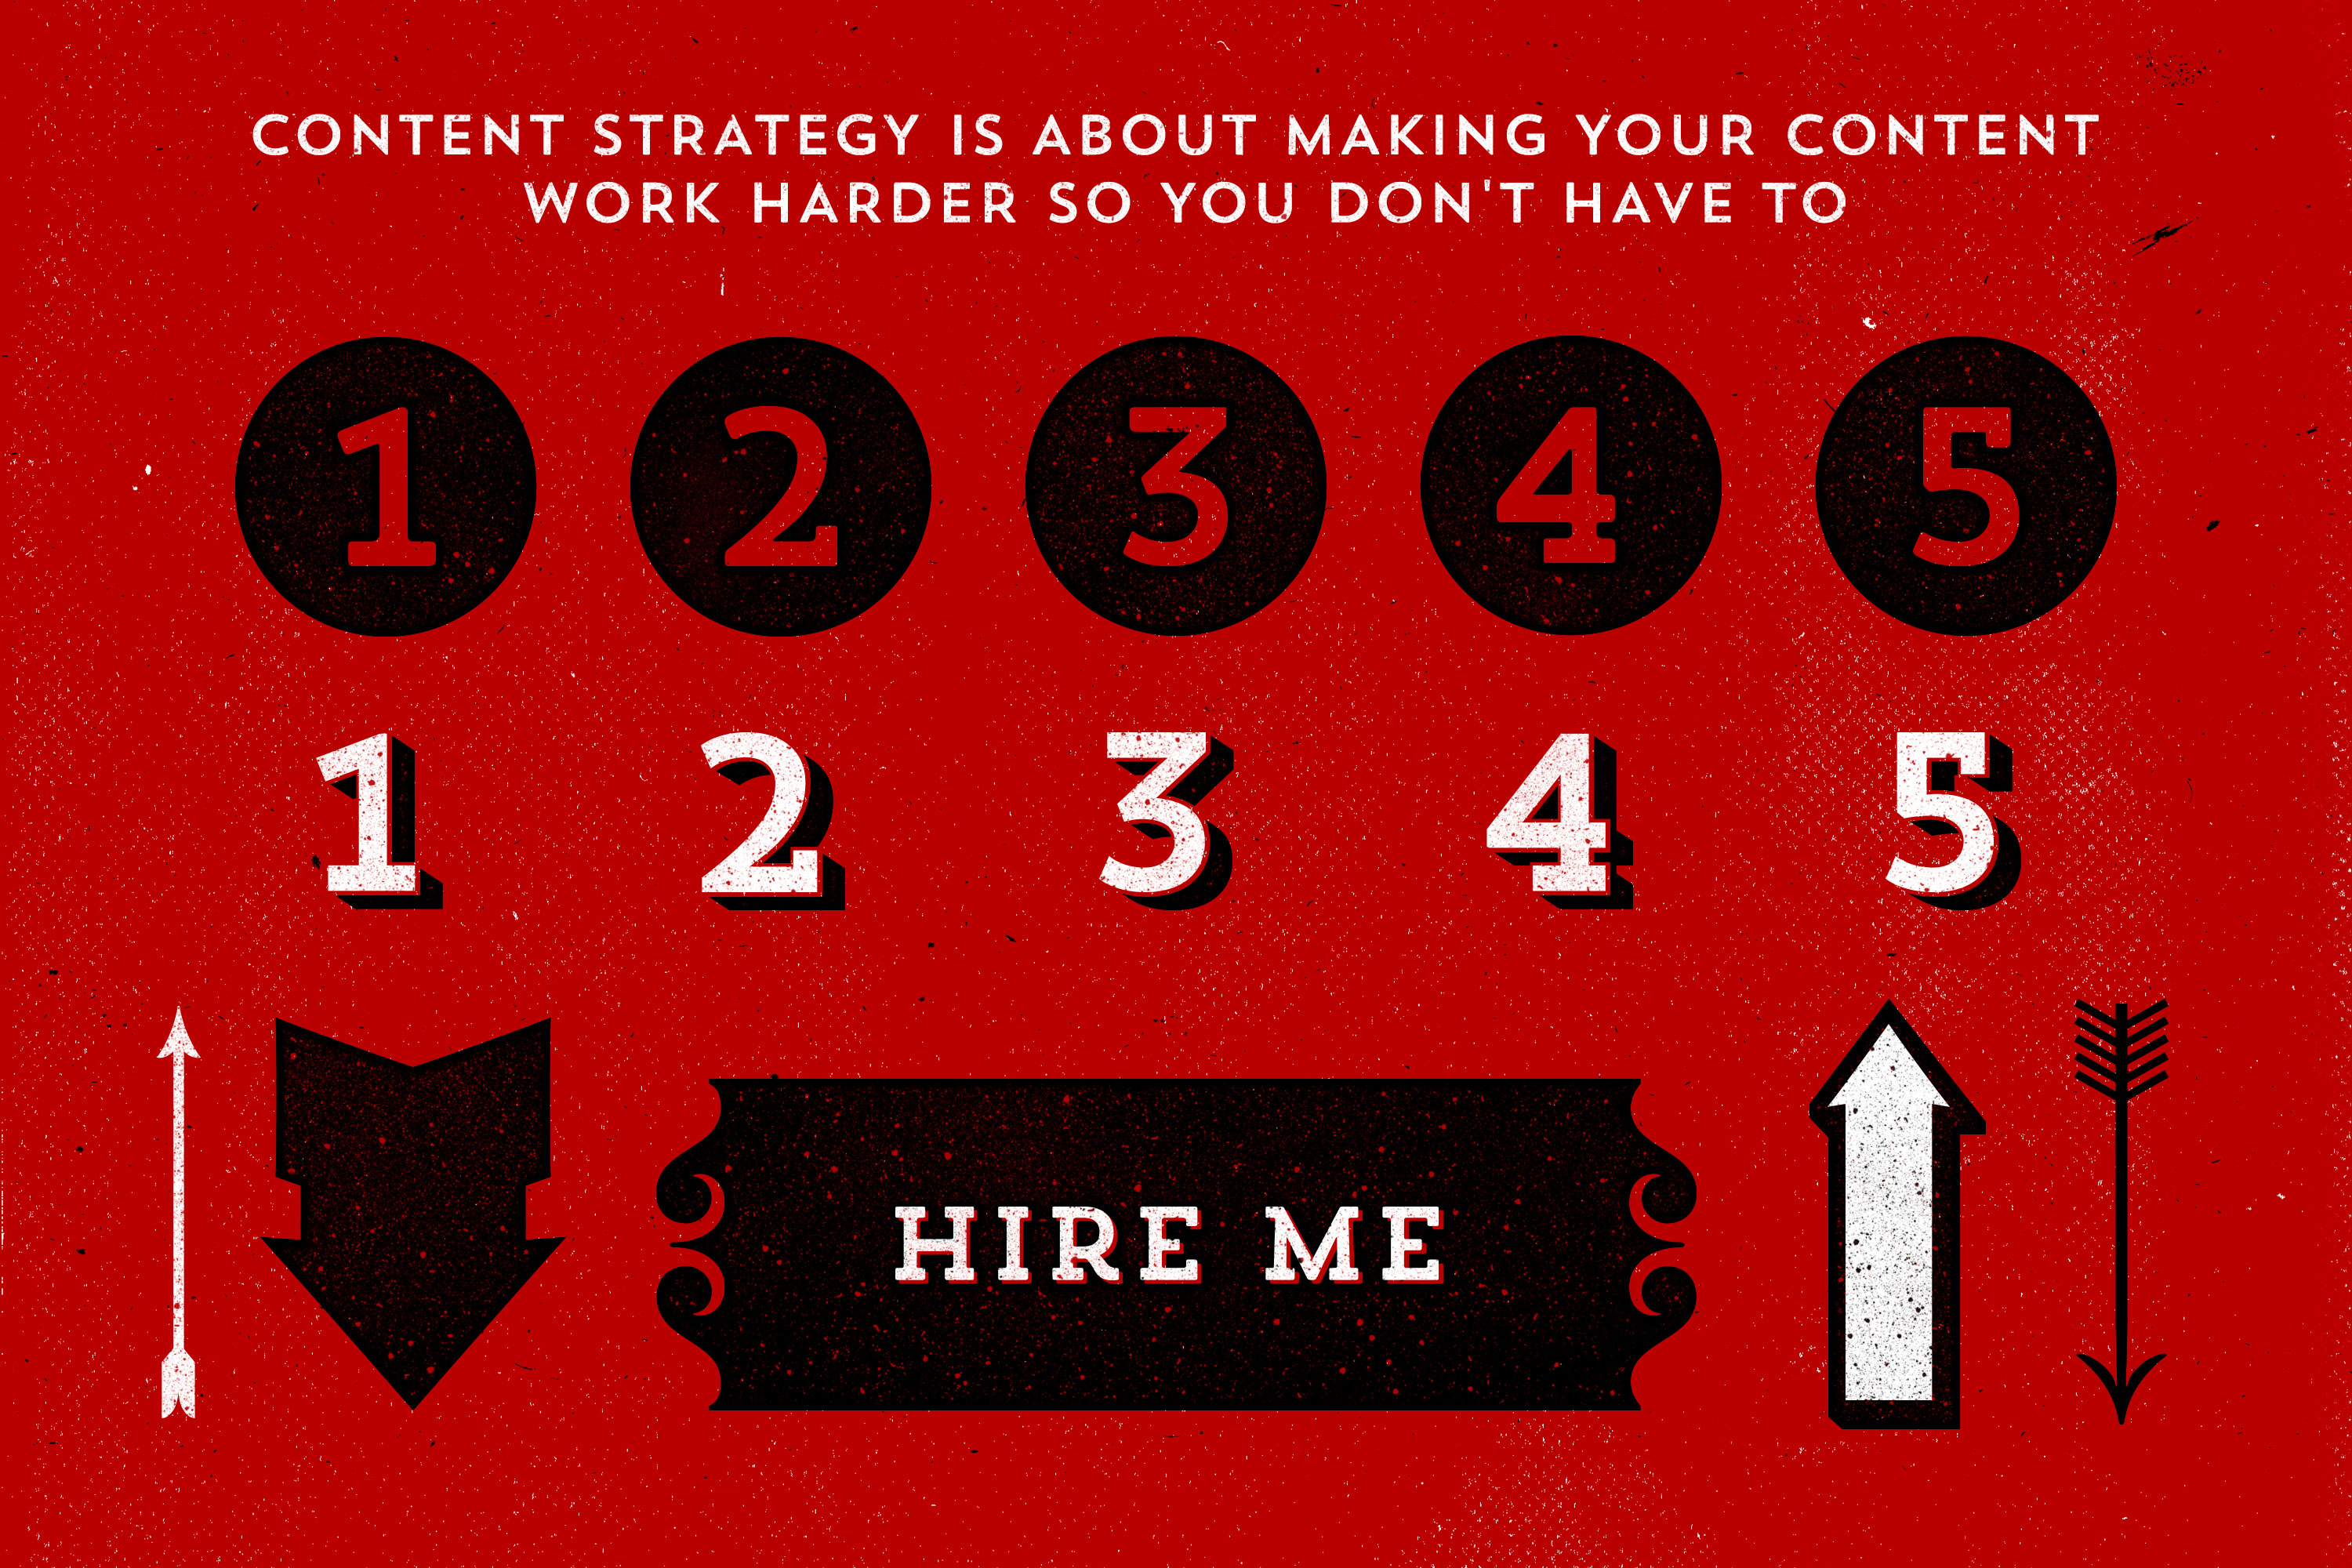 CONTENT STRATEGY IS ABOUT MAKING YOUR CONTENT
WORK HARDER SO YOU DON'T HAVE TO
1 2 3 4 5
1 2 3 4 5
HIRE ME